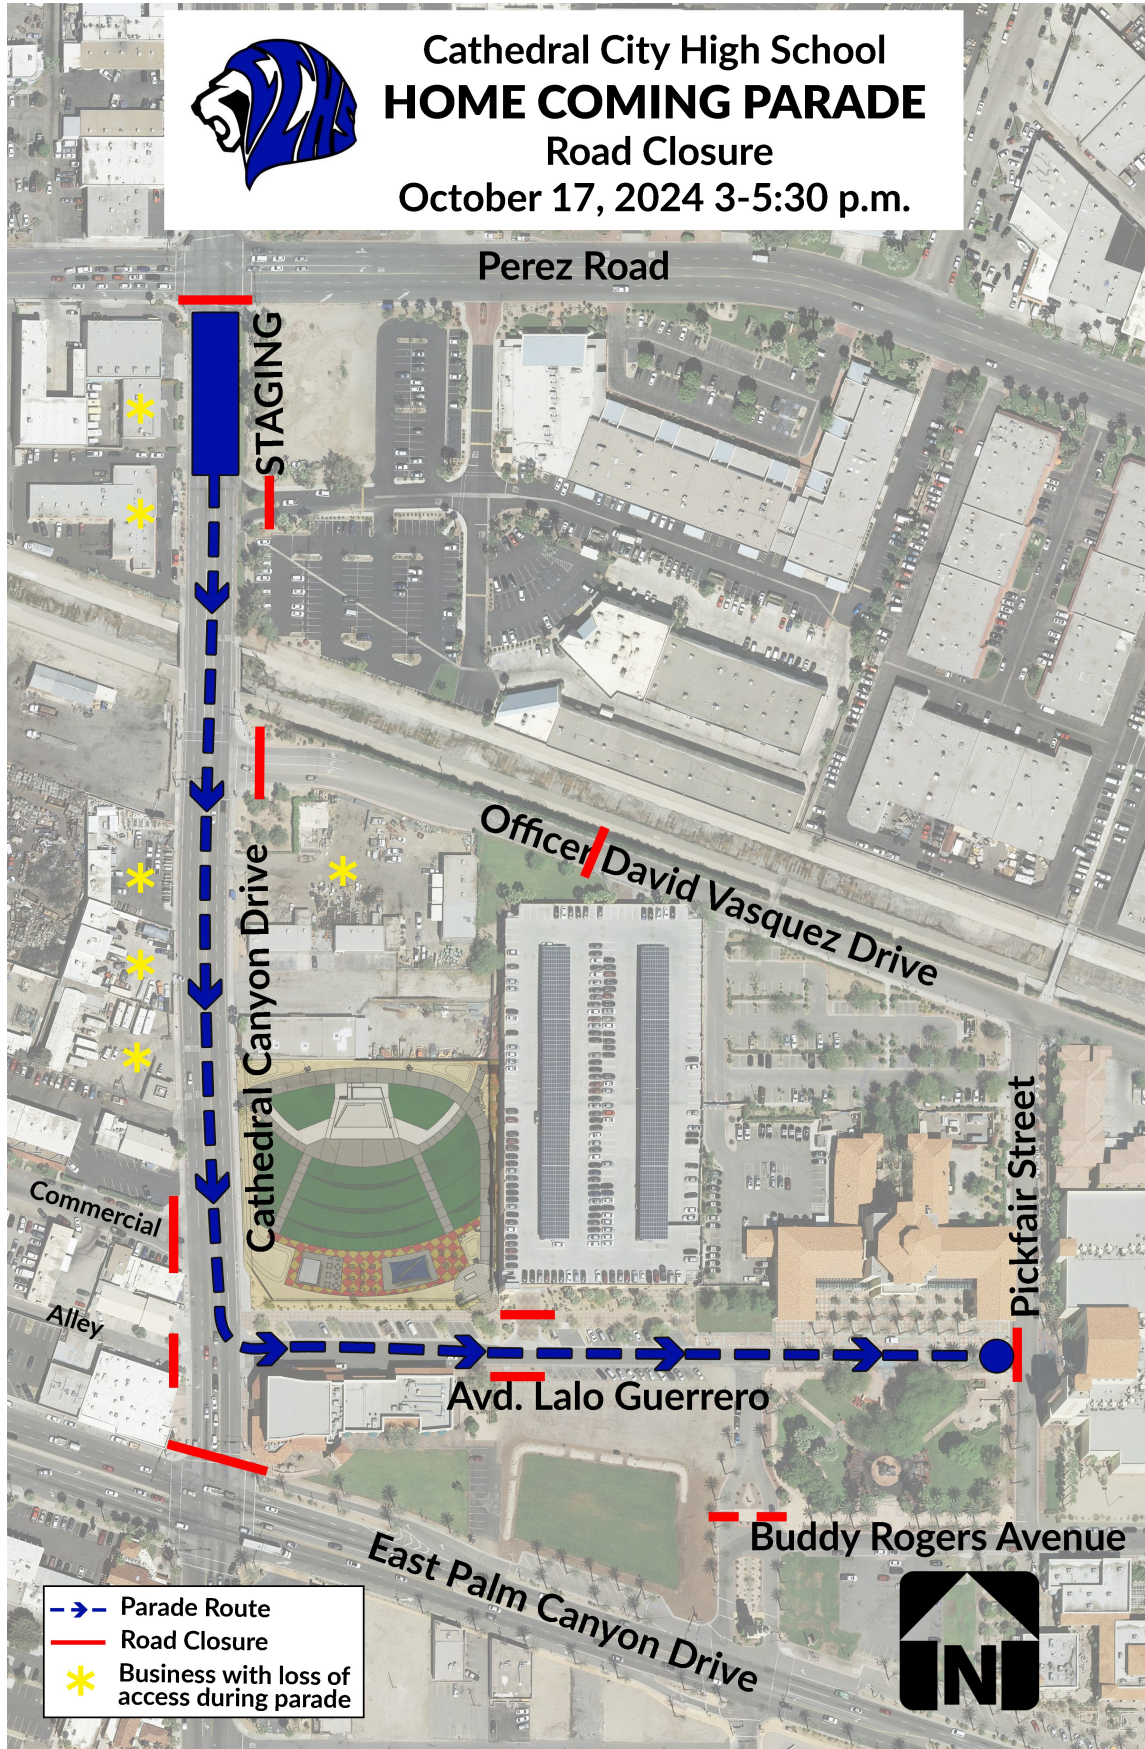 Cathedral City High School
HOME COMING PARADE
Road Closure
October 17, 2024 3-5:30 p.m.
CCHS
Perez Road
STAGING
Officer David Vasquez Drive
Cathedral Canyon Drive
Pickfair Street
Commercial
Alley
Avd. Lalo Guerrero
Buddy Rogers Avenue
East Palm Canyon Drive
Parade Route
Road Closure
Business with loss of
access during parade
N